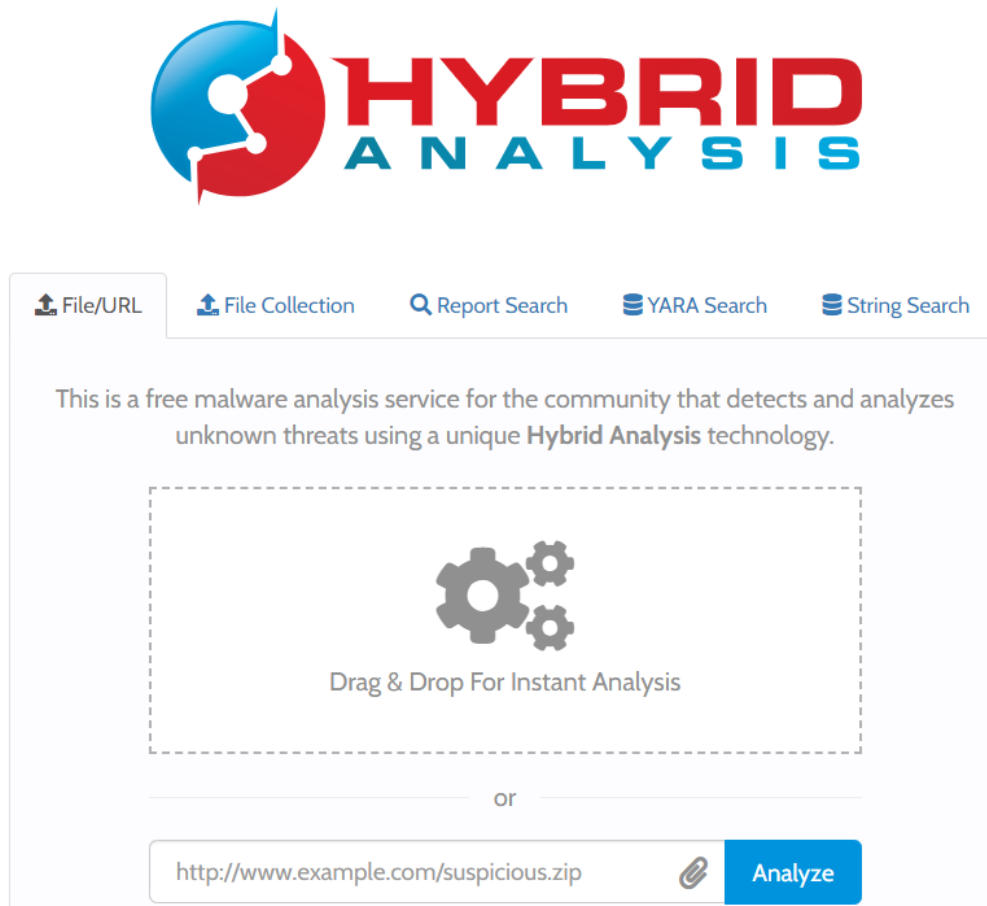 HYBRID
ANALYSIS
File/URL
File Collection
Report Search
YARA Search
String Search
This is a free malware analysis service for the community that detects and analyzes
unknown threats using a unique Hybrid Analysis technology.
Drag & Drop For Instant Analysis
or
http://www.example.com/suspicious.zip
Analyze